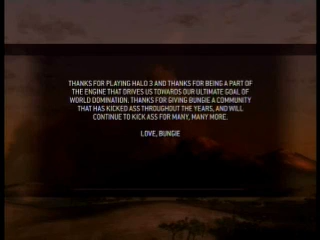 THANKS FOR PLAYING HALO 3 AND THANKS FOR BEING A PART OF
THE ENGINE THAT DRIVES US TOWARDS OUR ULTIMATE GOAL OF
WORLD DOMINATION. THANKS FOR GIVING BUNGIE A COMMUNITY
THAT HAS KICKED ASS THROUGHOUT THE YEARS, AND WILL
CONTINUE TO KICK ASS FOR MANY, MANY MORE.
LOVE, BUNGIE